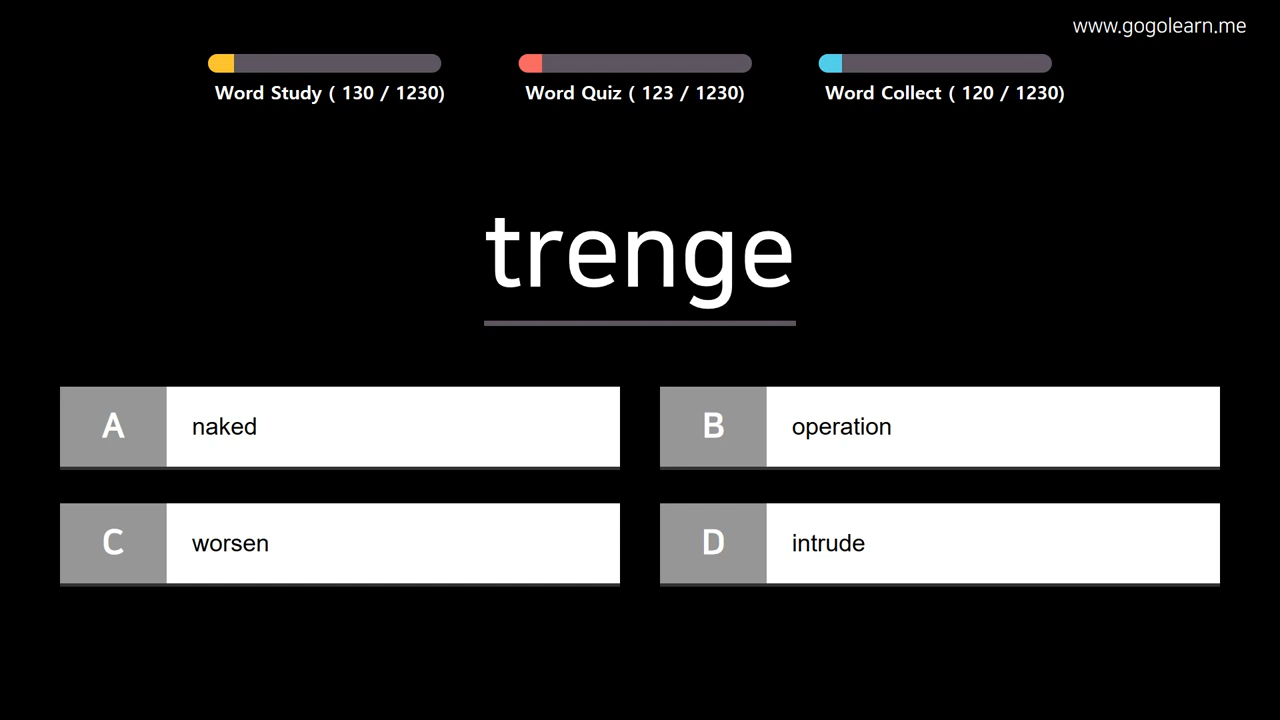 www.gogolearn.me
Word Study ( 130 / 1230)
Word Quiz ( 123 / 1230)
Word Collect ( 120 / 1230)
trenge
A naked
B operation
C worsen
D intrude